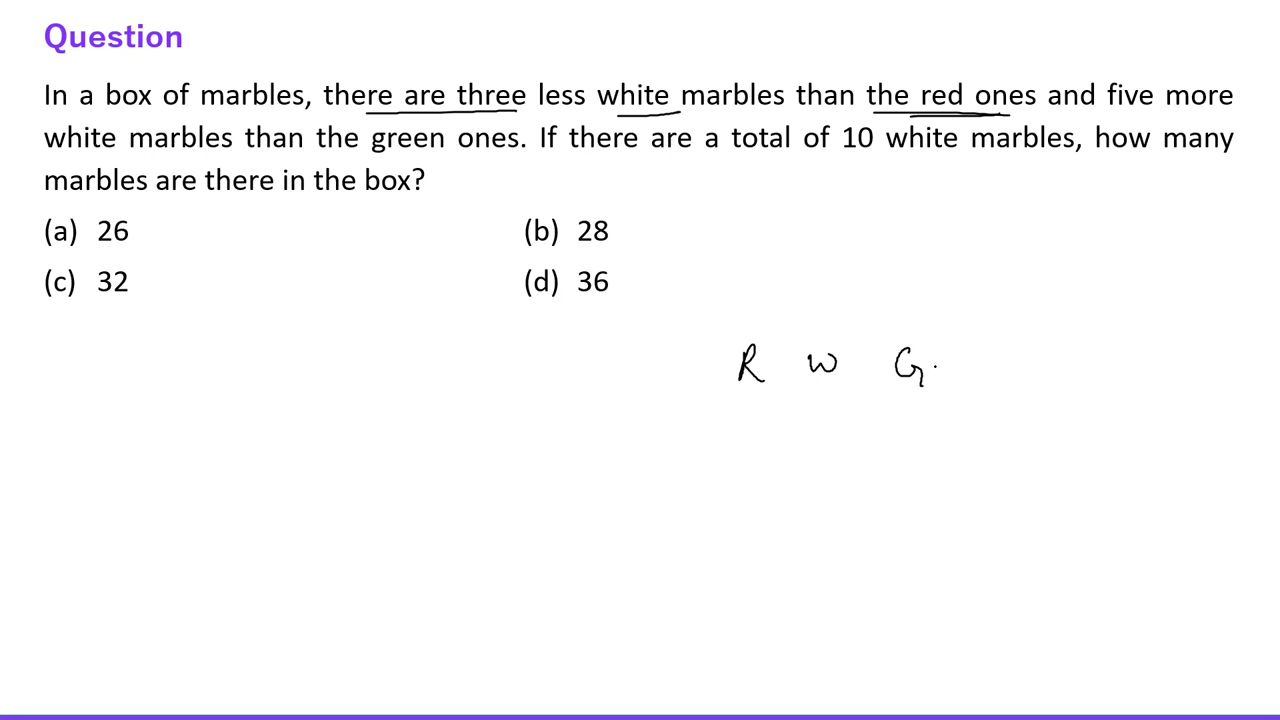 Question
In a box of marbles, there are three less white marbles than the red ones and five more
white marbles than the green ones. If there are a total of 10 white marbles, how many
marbles are there in the box?
(a) 26 (b) 28
(c) 32 (d) 36
R w G.